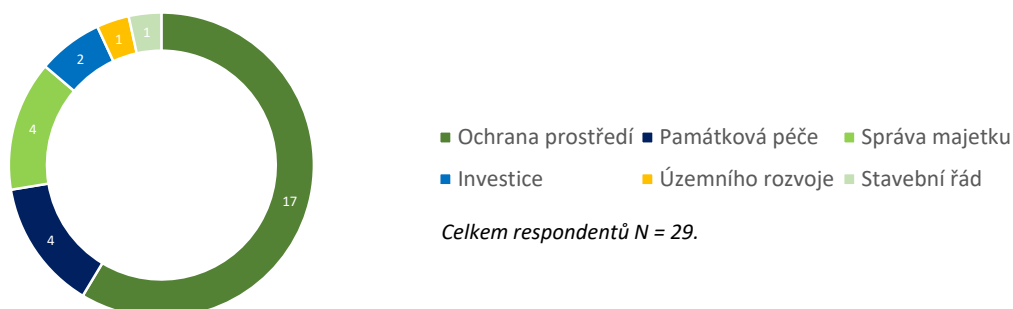 1
1
2
4
4
17
Ochrana prostředí Památková péče Správa majetku
Investice Územního rozvoje Stavební řád
Celkem respondentů N = 29.